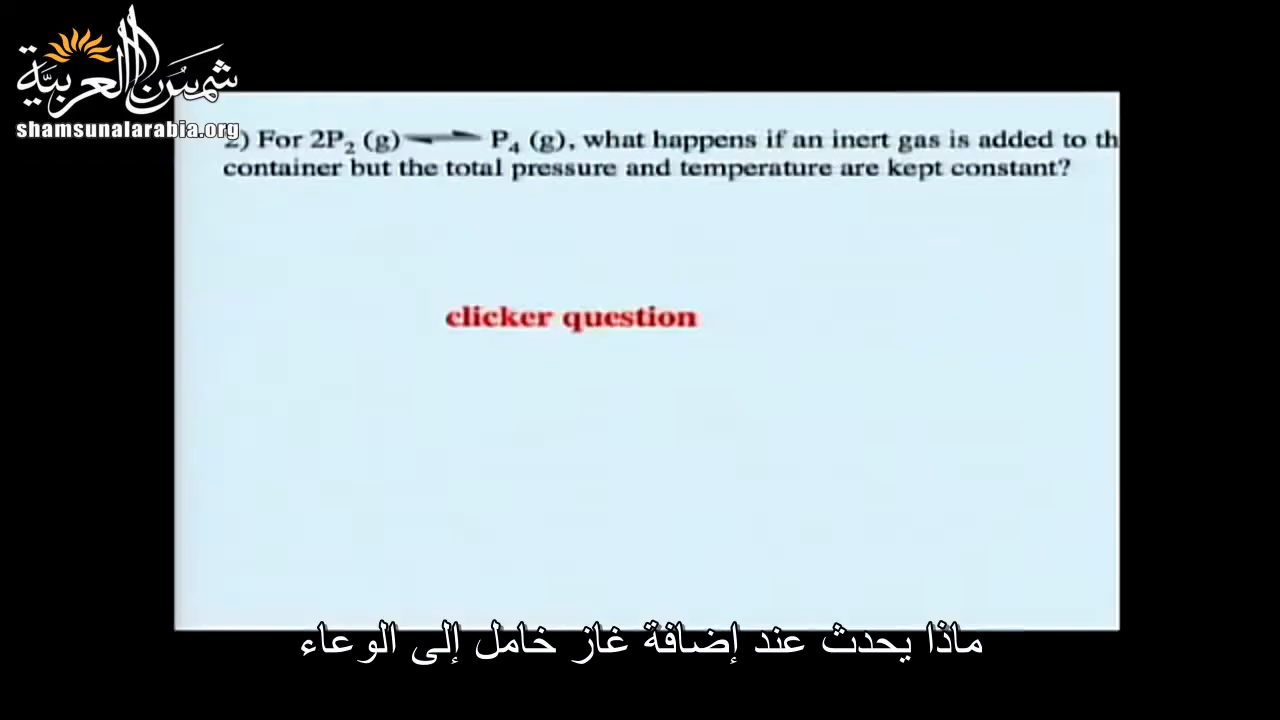 شمسُ العربيّة
shamsunalarabia.org
2) For 2P₂ (g) ⇌ P₄ (g), what happens if an inert gas is added to th
container but the total pressure and temperature are kept constant?
clicker question
ماذا يحدث عند إضافة غاز خامل إلى الوعاء